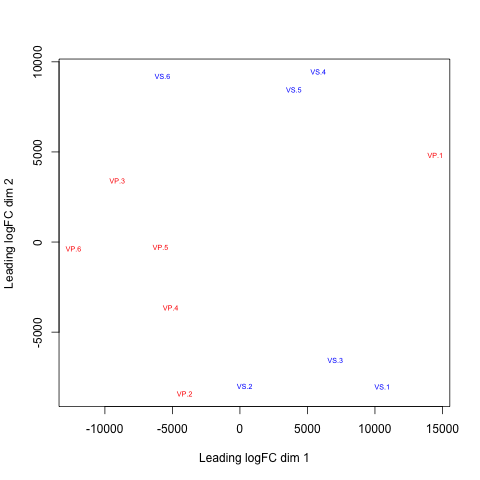 10000
5000
0
-5000
Leading logFC dim 2
VS.6
VS.4
VS.5
VP.1
VP.3
VP.6
VP.5
VP.4
VS.3
VS.2
VS.1
VP.2
-10000 -5000 0 5000 10000 15000
Leading logFC dim 1